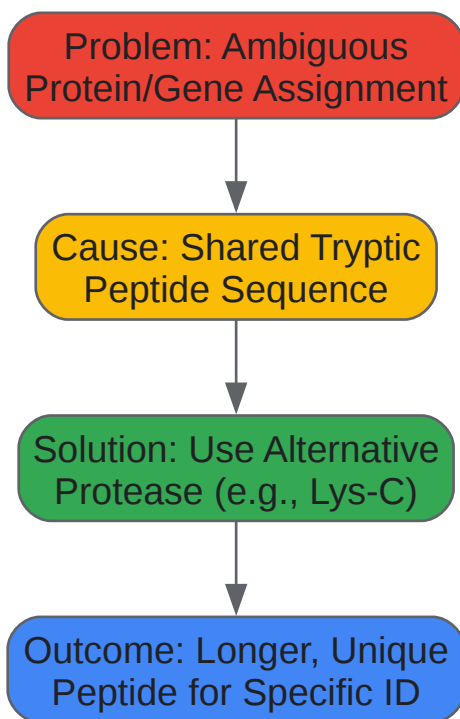 Problem: Ambiguous
Protein/Gene Assignment
Cause: Shared Tryptic
Peptide Sequence
Solution: Use Alternative
Protease (e.g., Lys-C)
Outcome: Longer, Unique
Peptide for Specific ID